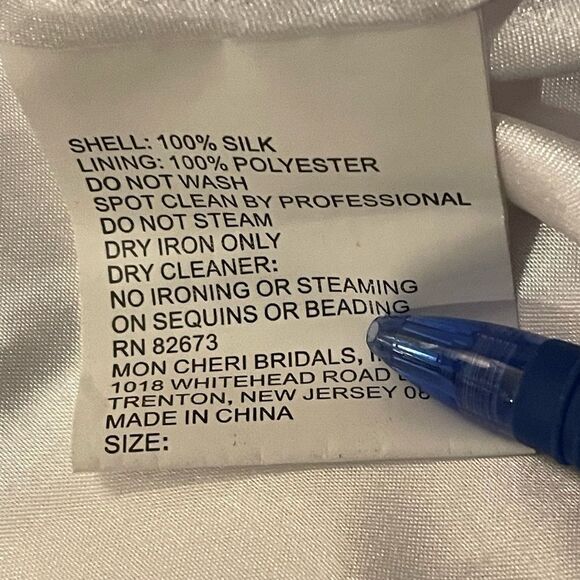 SHELL: 100% SILK
LINING: 100% POLYESTER
DO NOT WASH
SPOT CLEAN BY PROFESSIONAL
DO NOT STEAM
DRY IRON ONLY
DRY CLEANER:
NO IRONING OR STEAMING
ON SEQUINS OR BEADING
RN 82673
MON CHERI BRIDALS,
1018 WHITEHEAD ROAD
TRENTON, NEW JERSEY
MADE IN CHINA
SIZE: